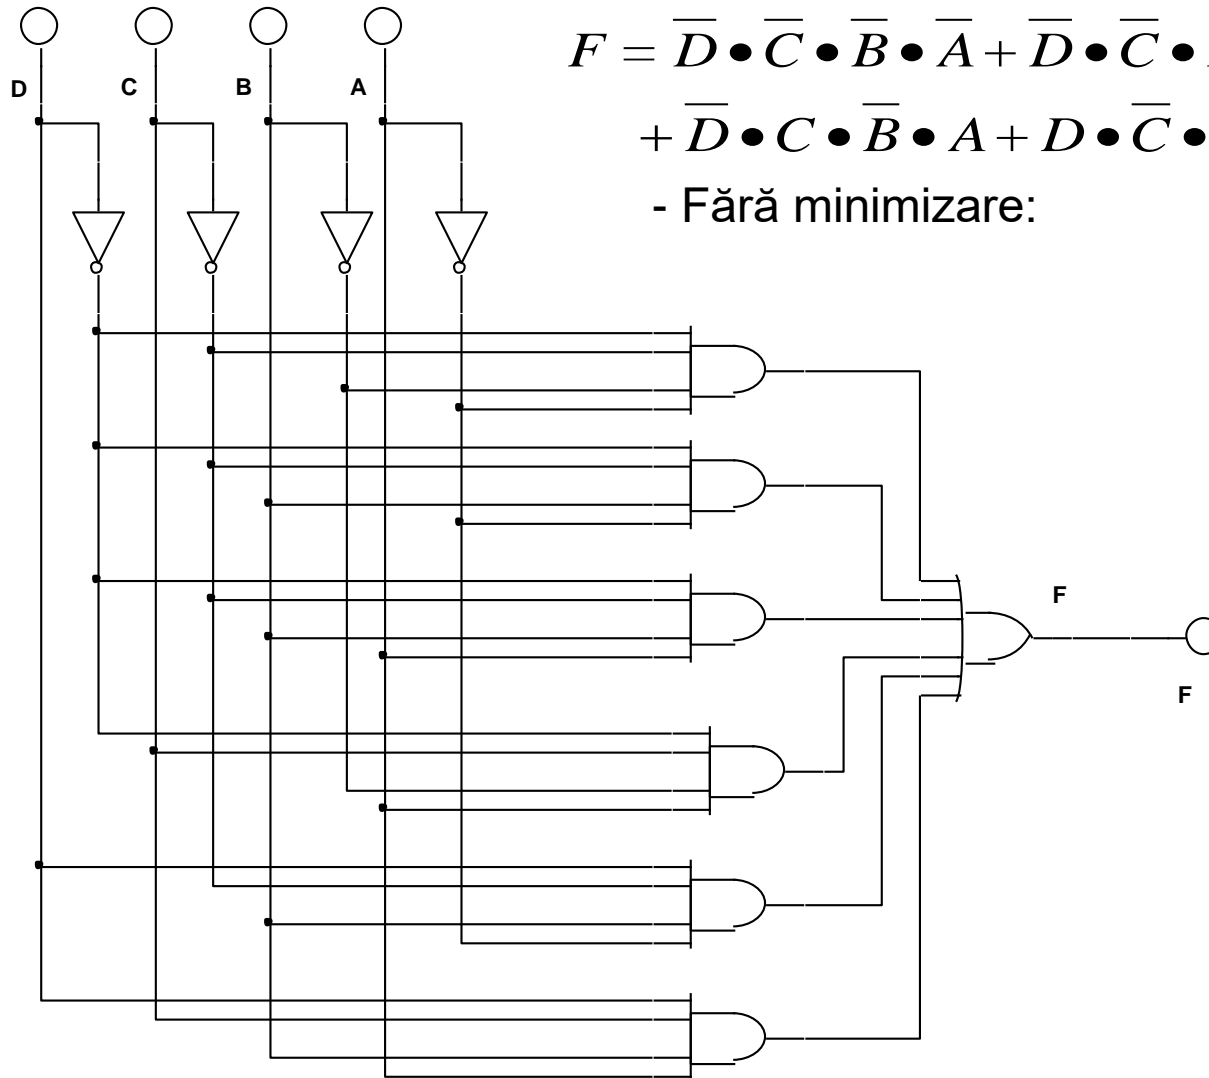 D
C
B
A
F = D̅ • C̅ • B̅ • A̅ + D̅ • C̅ •
+ D̅ • C • B̅ • A + D • C̅ •
- Fără minimizare:
F
F